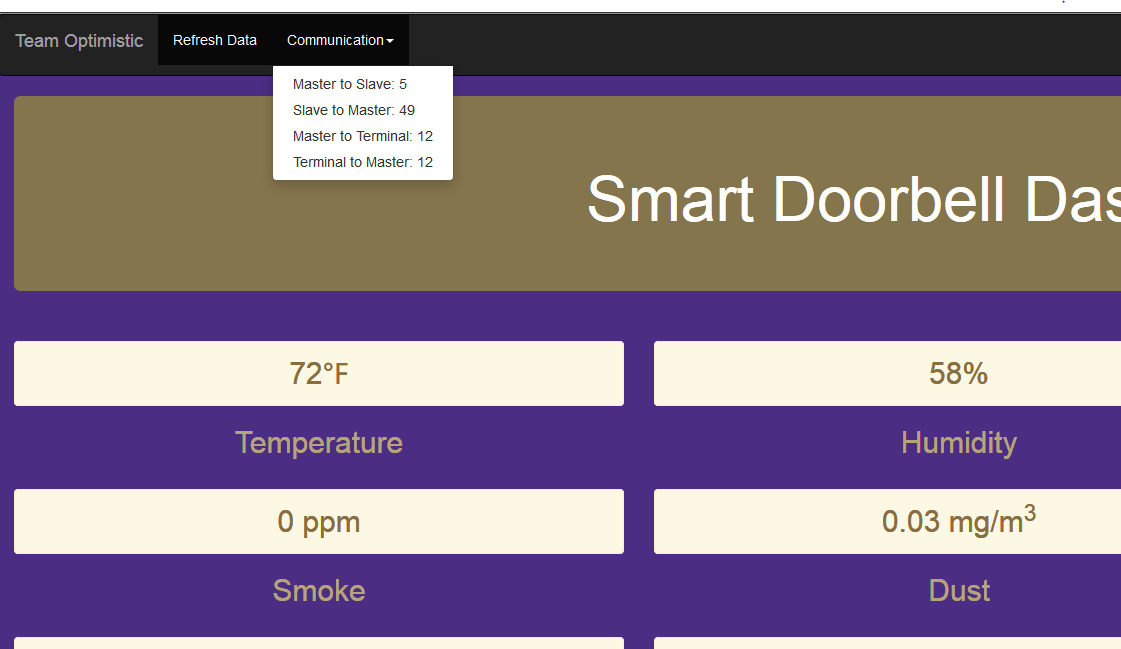 Team Optimistic Refresh Data Communication
Master to Slave: 5
Slave to Master: 49
Master to Terminal: 12
Terminal to Master: 12
Smart Doorbell Das
72°F 58%
Temperature Humidity
0 ppm 0.03 mg/m³
Smoke Dust